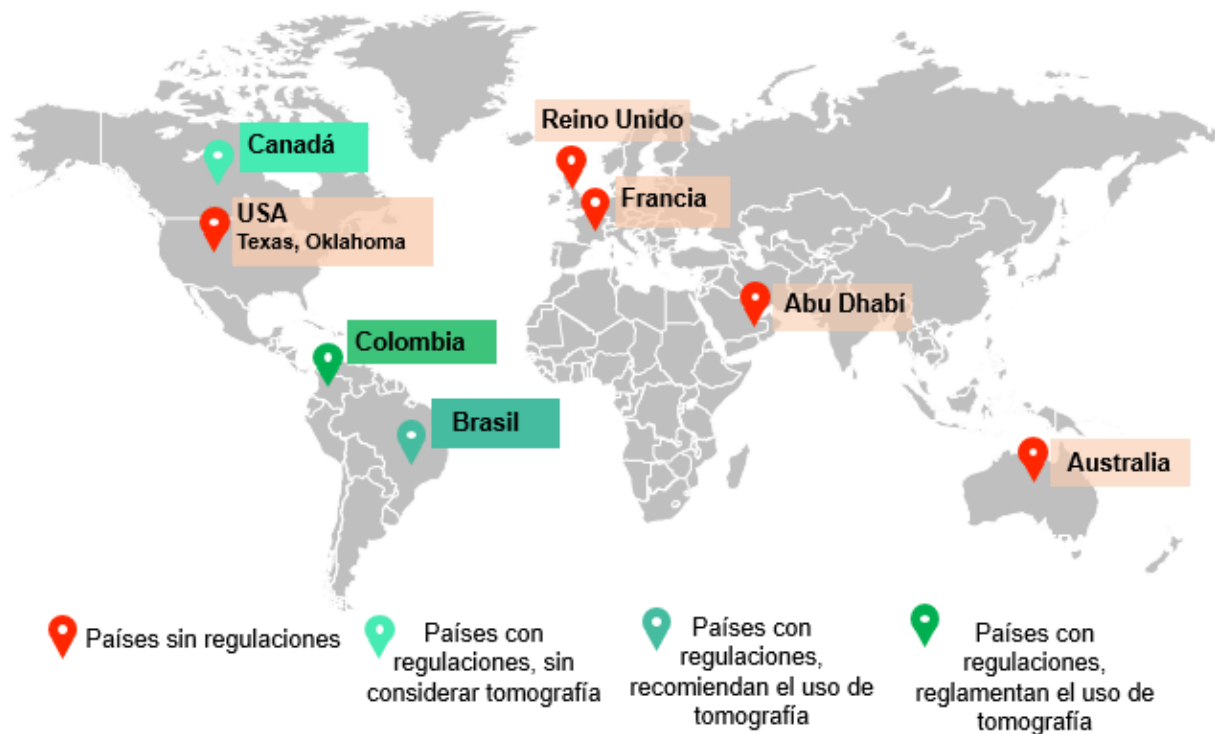 Reino Unido
Canadá
Francia
USA
Texas, Oklahoma
Abu Dhabí
Colombia
Brasil
Australia
Países sin regulaciones
Países con
regulaciones, sin
considerar tomografía
Países con
regulaciones,
recomiendan el uso de
tomografía
Países con
regulaciones,
reglamentan el uso de
tomografía